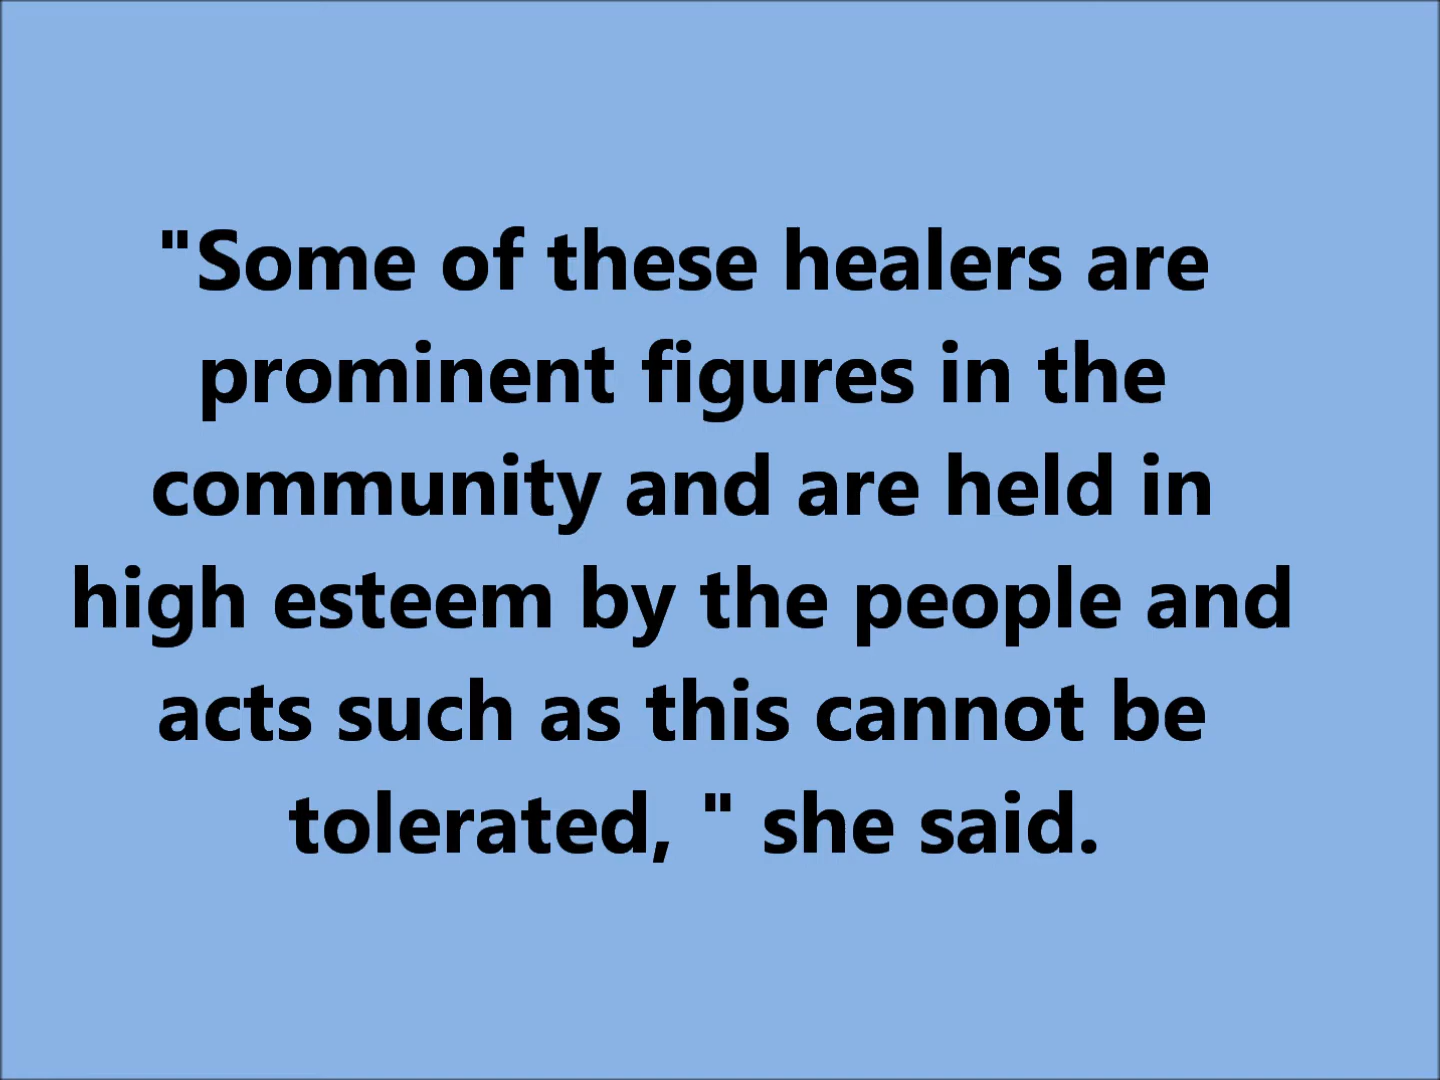 "Some of these healers are
prominent figures in the
community and are held in
high esteem by the people and
acts such as this cannot be
tolerated, " she said.